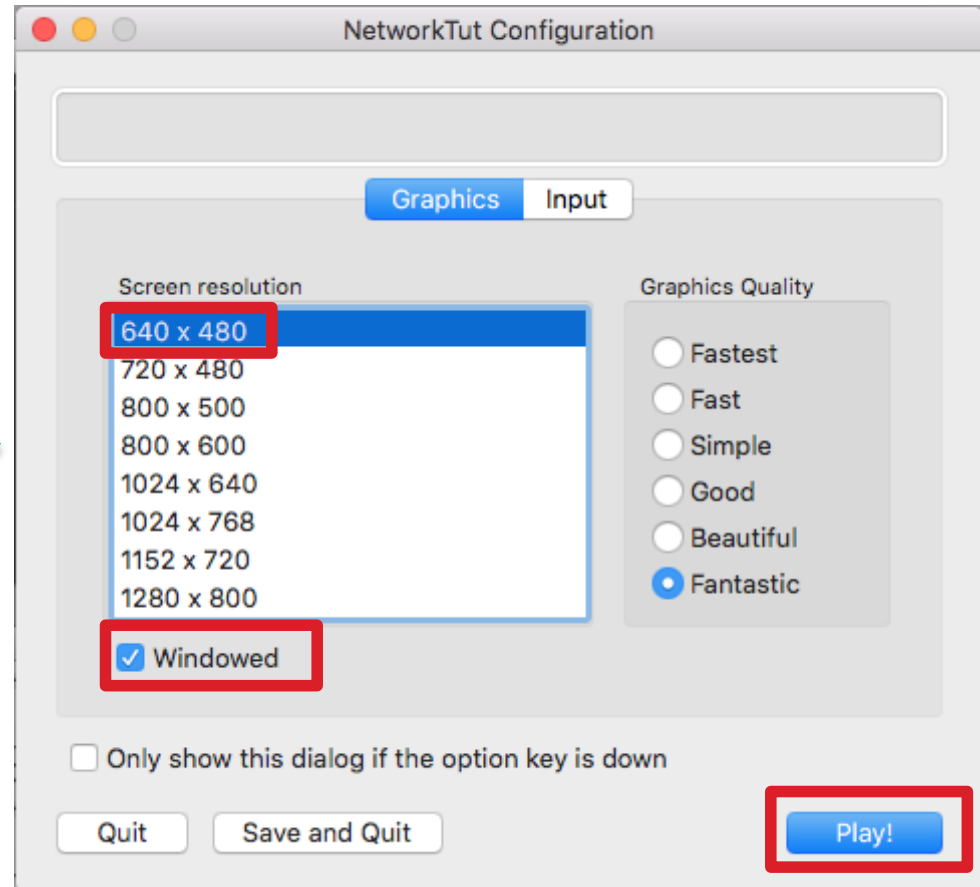 NetworkTut Configuration
Graphics Input
Screen resolution
640 x 480
720 x 480
800 x 500
800 x 600
1024 x 640
1024 x 768
1152 x 720
1280 x 800
Windowed
Graphics Quality
Fastest
Fast
Simple
Good
Beautiful
Fantastic
Only show this dialog if the option key is down
Quit Save and Quit Play!